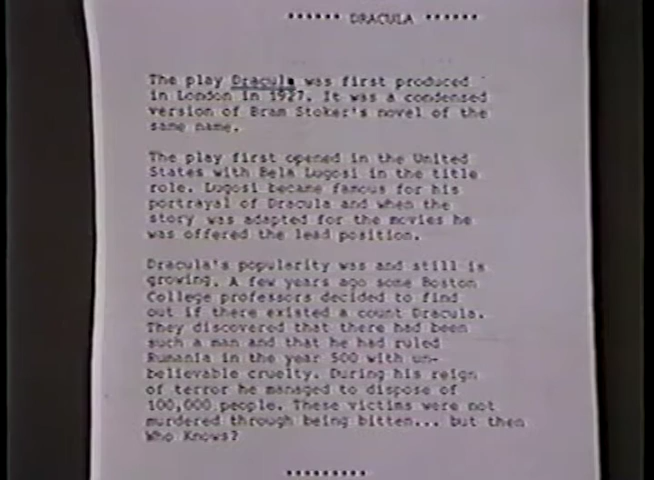 ****** DRACULA ******
The play Dracula was first produced
in London in 1927. It was a condensed
version of Bram Stoker's novel of the
same name.
The play first opened in the United
States with Bela Lugosi in the title
role. Lugosi became famous for his
portrayal of Dracula and when the
story was adapted for the movies he
was offered the lead position.
Dracula's popularity was and still is
growing. A few years ago some Boston
College professors decided to find
out if there existed a count Dracula.
They discovered that there had been
such a man and that he had ruled
Rumania in the year 500 with un-
believable cruelty. During his reign
of terror he managed to dispose of
100,000 people. These victims were not
murdered through being bitten... but then
Who Knows?
*********